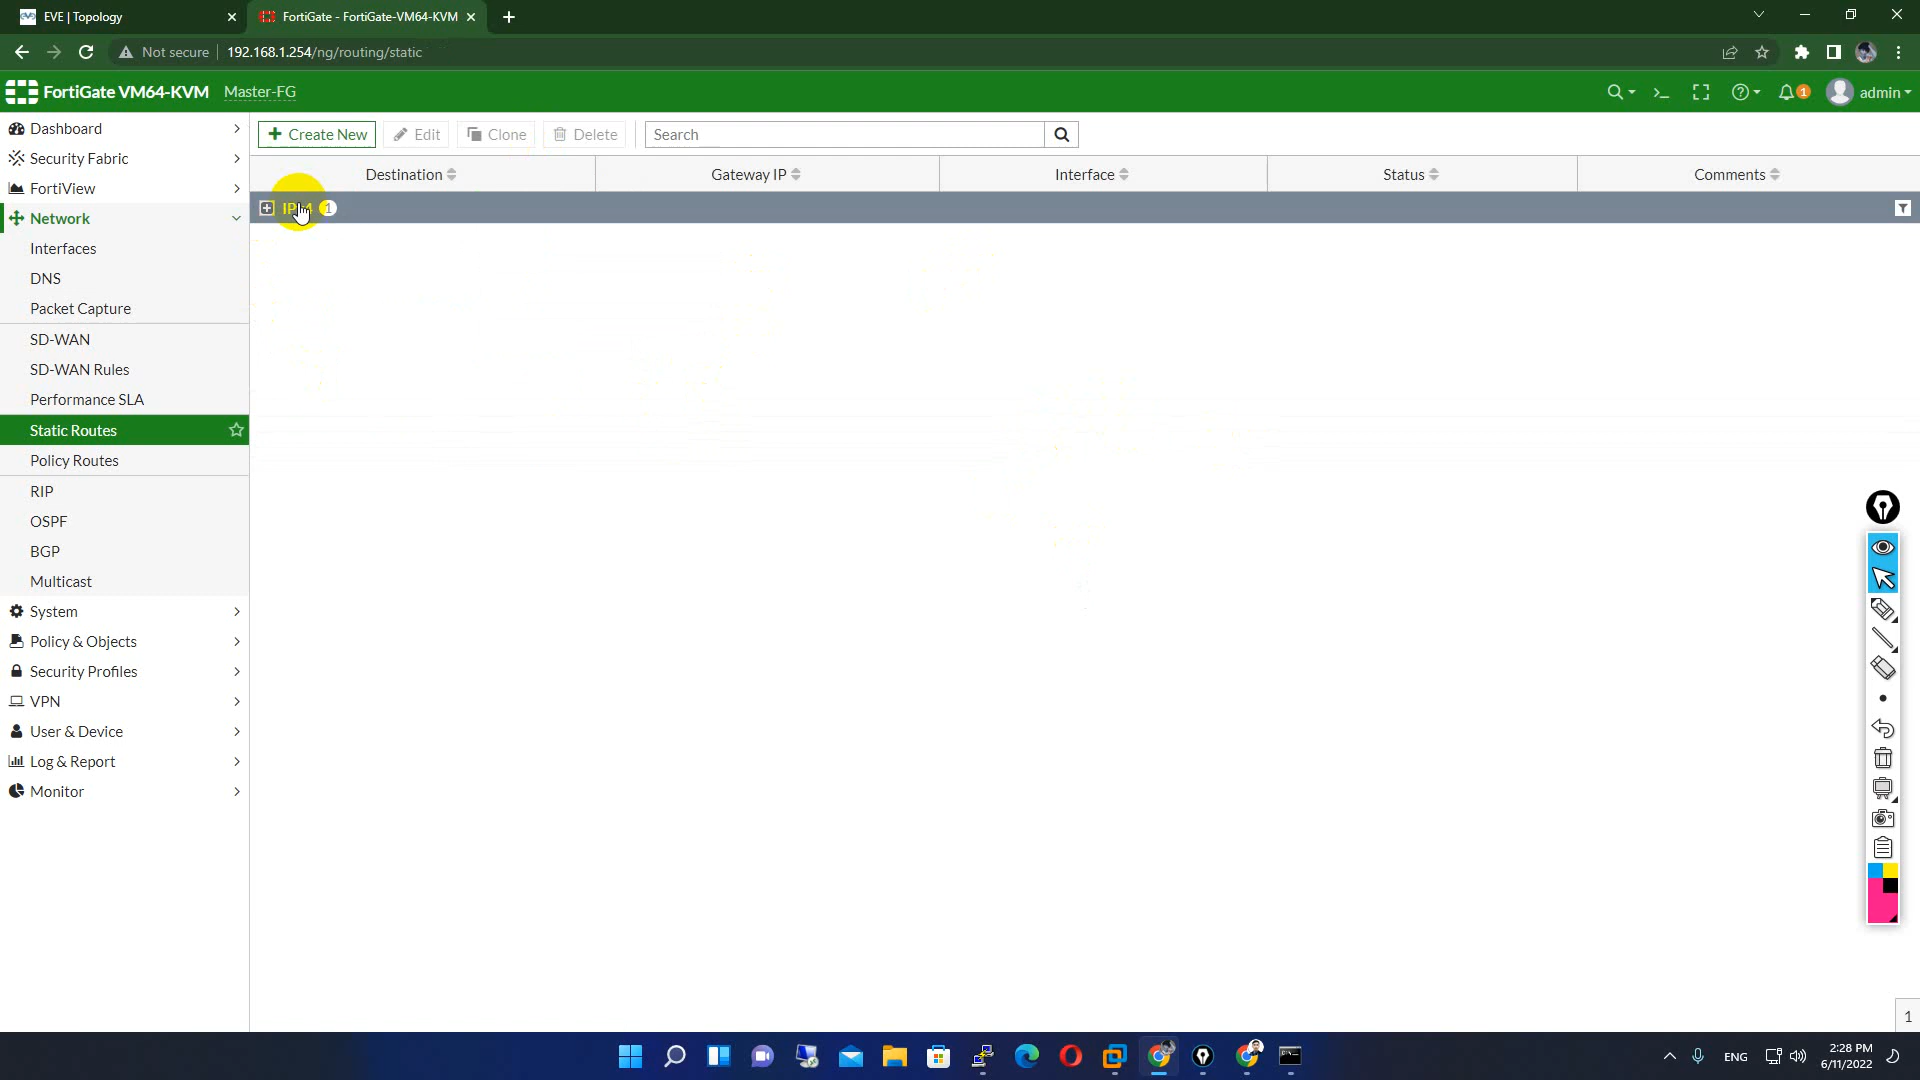 EVE | Topology
FortiGate - FortiGate-VM64-KVM
Not secure
192.168.1.254/ng/routing/static
FortiGate VM64-KVM
Master-FG
1
admin
Dashboard
Security Fabric
FortiView
Network
Interfaces
DNS
Packet Capture
SD-WAN
SD-WAN Rules
Performance SLA
Static Routes
Policy Routes
RIP
OSPF
BGP
Multicast
System
Policy & Objects
Security Profiles
VPN
User & Device
Log & Report
Monitor
Create New
Edit
Clone
Delete
Search
Destination
Gateway IP
Interface
Status
Comments
1
1
ENG
2:28 PM
6/11/2022